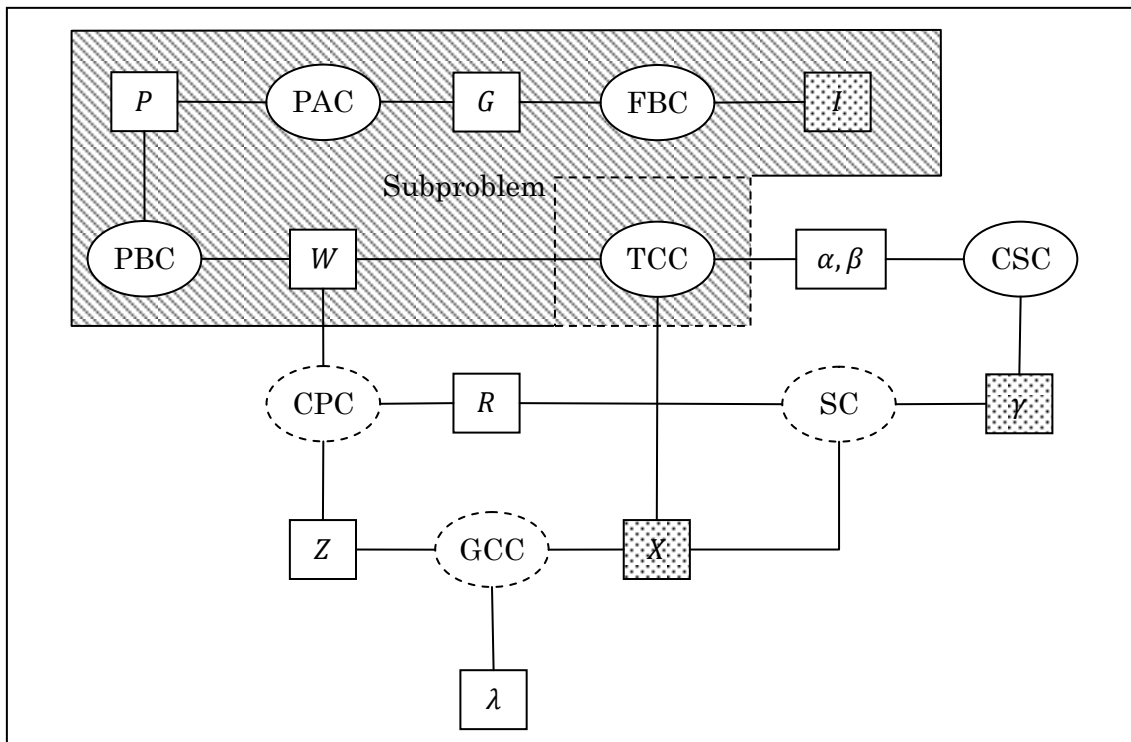 P PAC G FBC I
Subproblem
PBC W TCC α, β CSC
CPC R SC γ
Z GCC X
λ